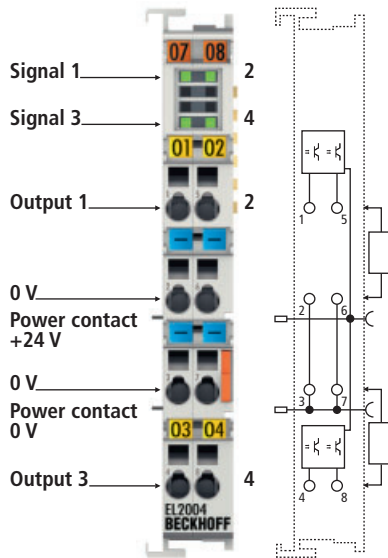 07 08
Signal 1 2
Signal 3 4
01 02
Output 1 2
1 5
0 V
Power contact
+24 V
2 6
0 V
Power contact
0 V
3 7
03 04
Output 3 4
4 8
EL2004
BECKHOFF